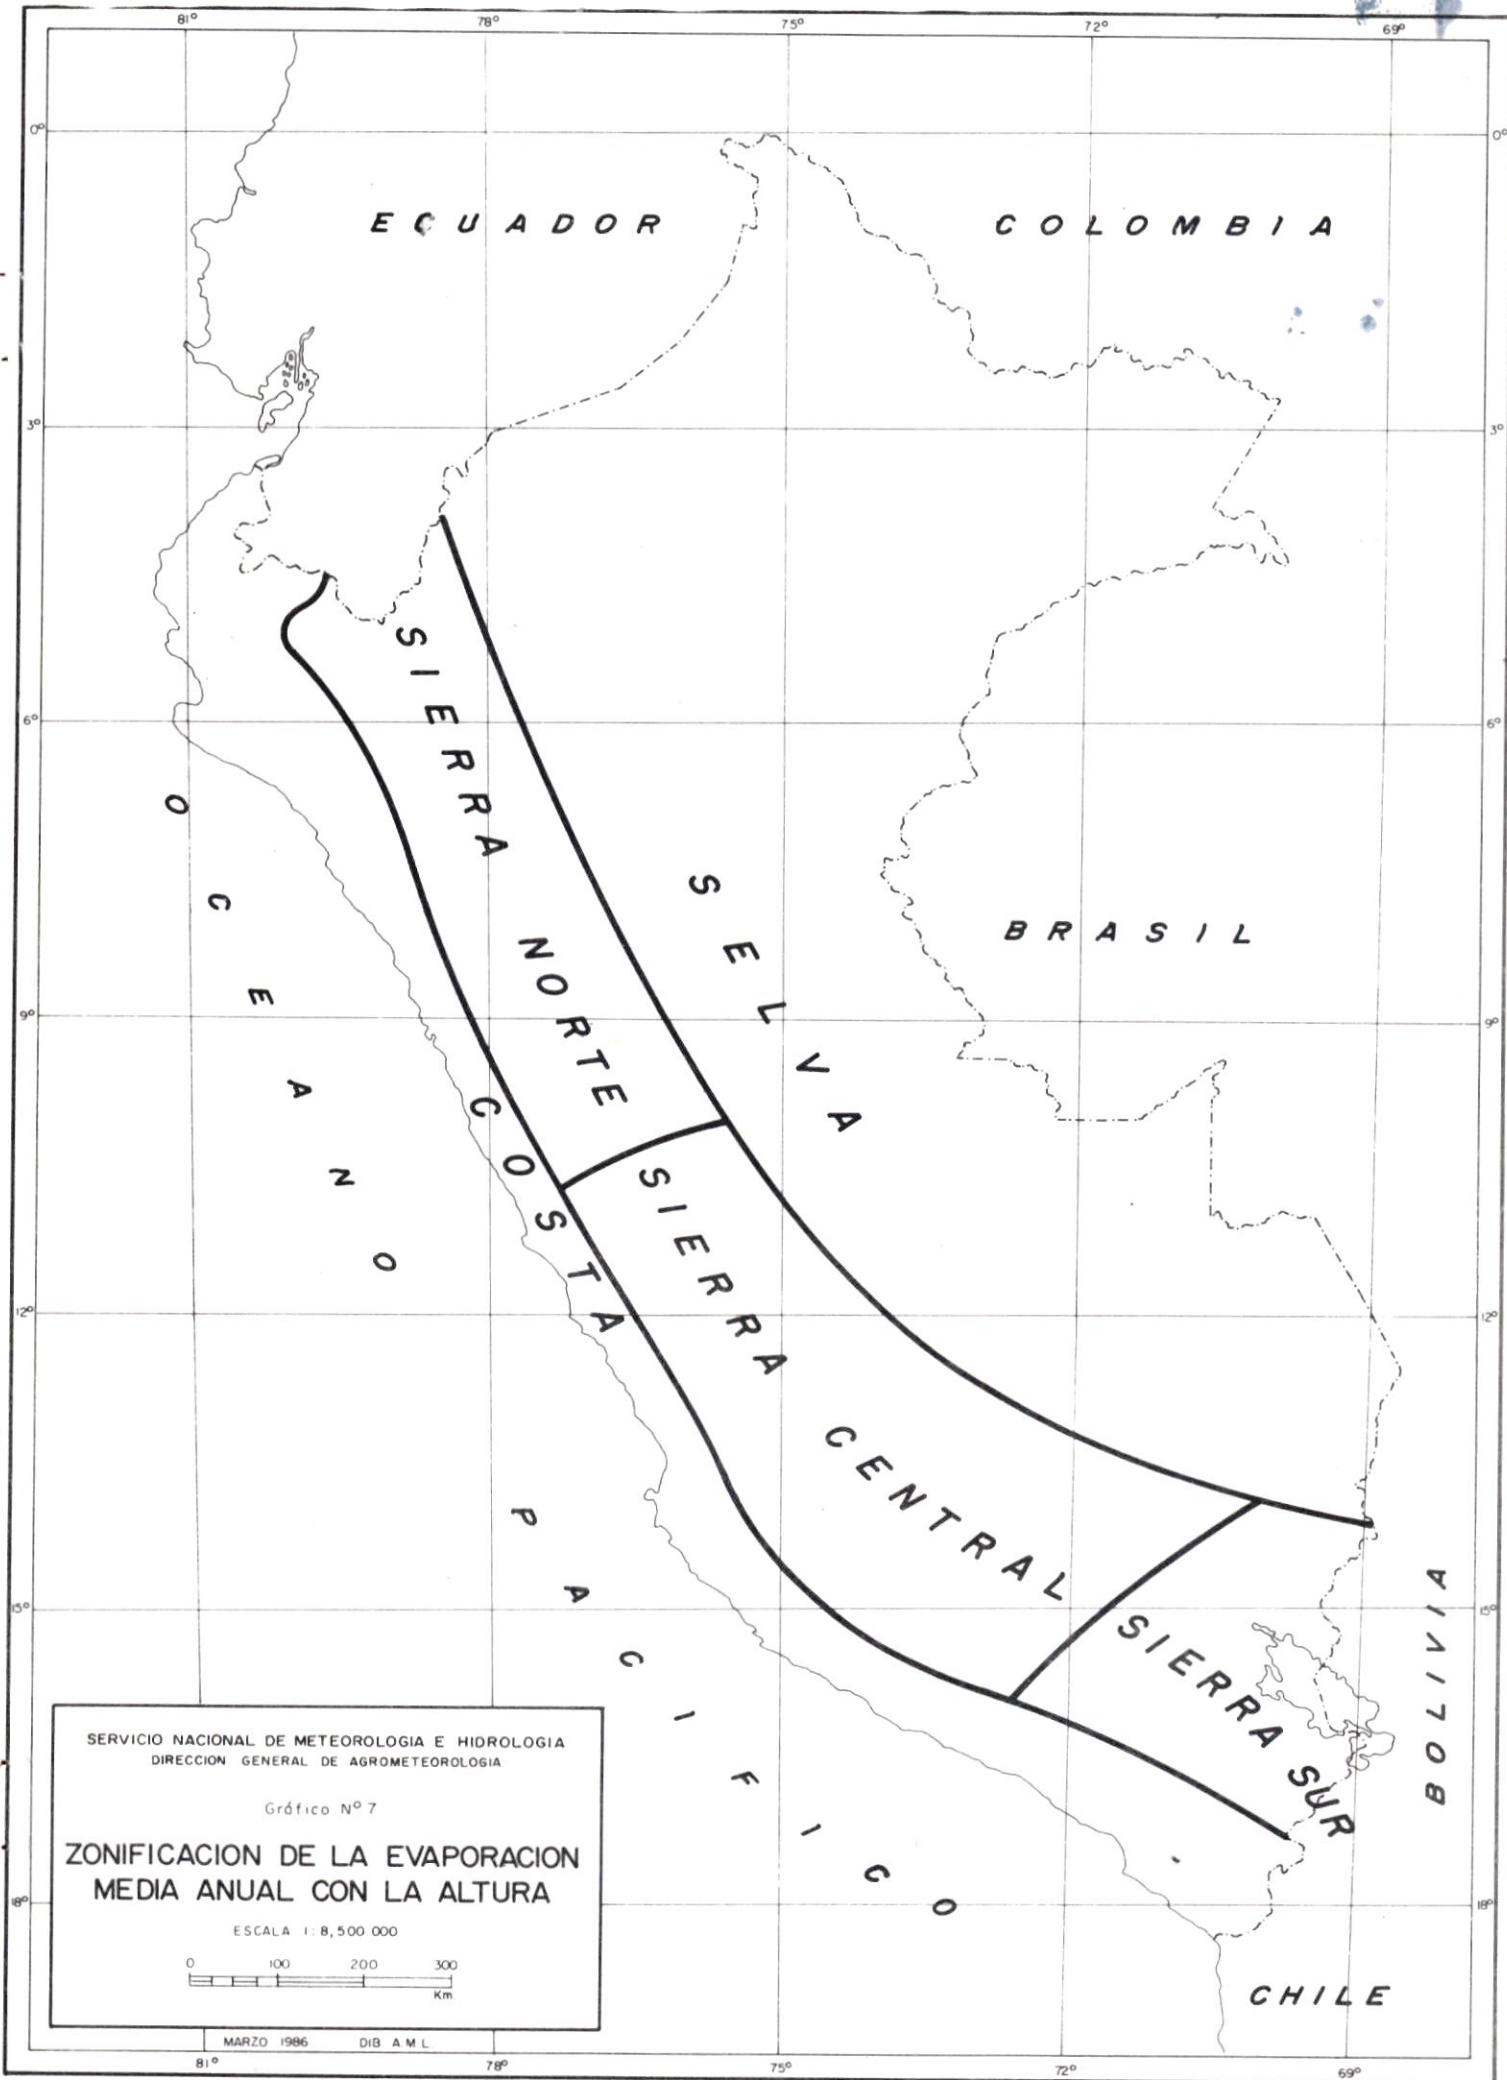 81° 78° 75° 72° 69°
0° 0°
ECUADOR COLOMBIA
3° 3°
6° 6°
SIERRA NORTE
SELVA
BRASIL
OCEANO PACIFICO
9° 9°
COSTA
SIERRA CENTRAL
12° 12°
15° 15°
SIERRA SUR
BOLIVIA
18° 18°
CHILE
SERVICIO NACIONAL DE METEOROLOGIA E HIDROLOGIA
DIRECCION GENERAL DE AGROMETEOROLOGIA
Gráfico Nº 7
ZONIFICACION DE LA EVAPORACION
MEDIA ANUAL CON LA ALTURA
ESCALA 1: 8,500 000
0 100 200 300
Km
MARZO 1986 DIB A.M.L
81° 78° 75° 72° 69°